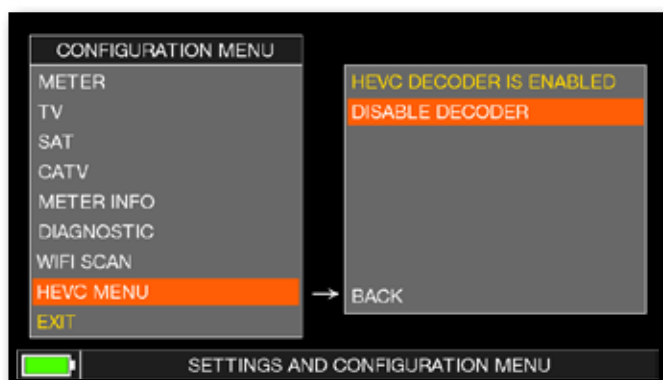 CONFIGURATION MENU
METER
TV
SAT
CATV
METER INFO
DIAGNOSTIC
WIFI SCAN
HEVC MENU
EXIT
HEVC DECODER IS ENABLED
DISABLE DECODER
→ BACK
SETTINGS AND CONFIGURATION MENU